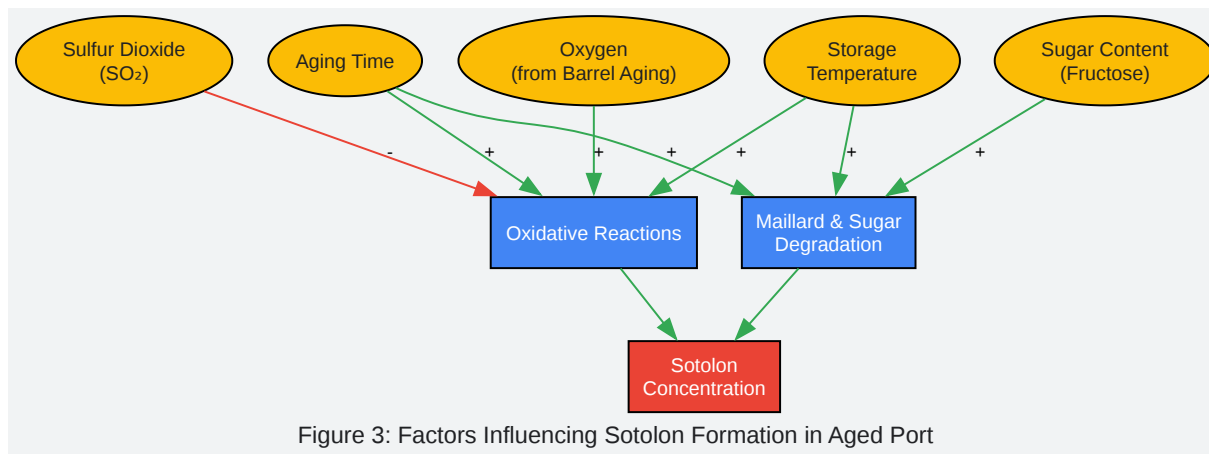 Sulfur Dioxide
(SO₂)
Aging Time
Oxygen
(from Barrel Aging)
Storage
Temperature
Sugar Content
(Fructose)
-
+
+
+
+
+
+
Oxidative Reactions
Maillard & Sugar
Degradation
Sotolon
Concentration
Figure 3: Factors Influencing Sotolon Formation in Aged Port